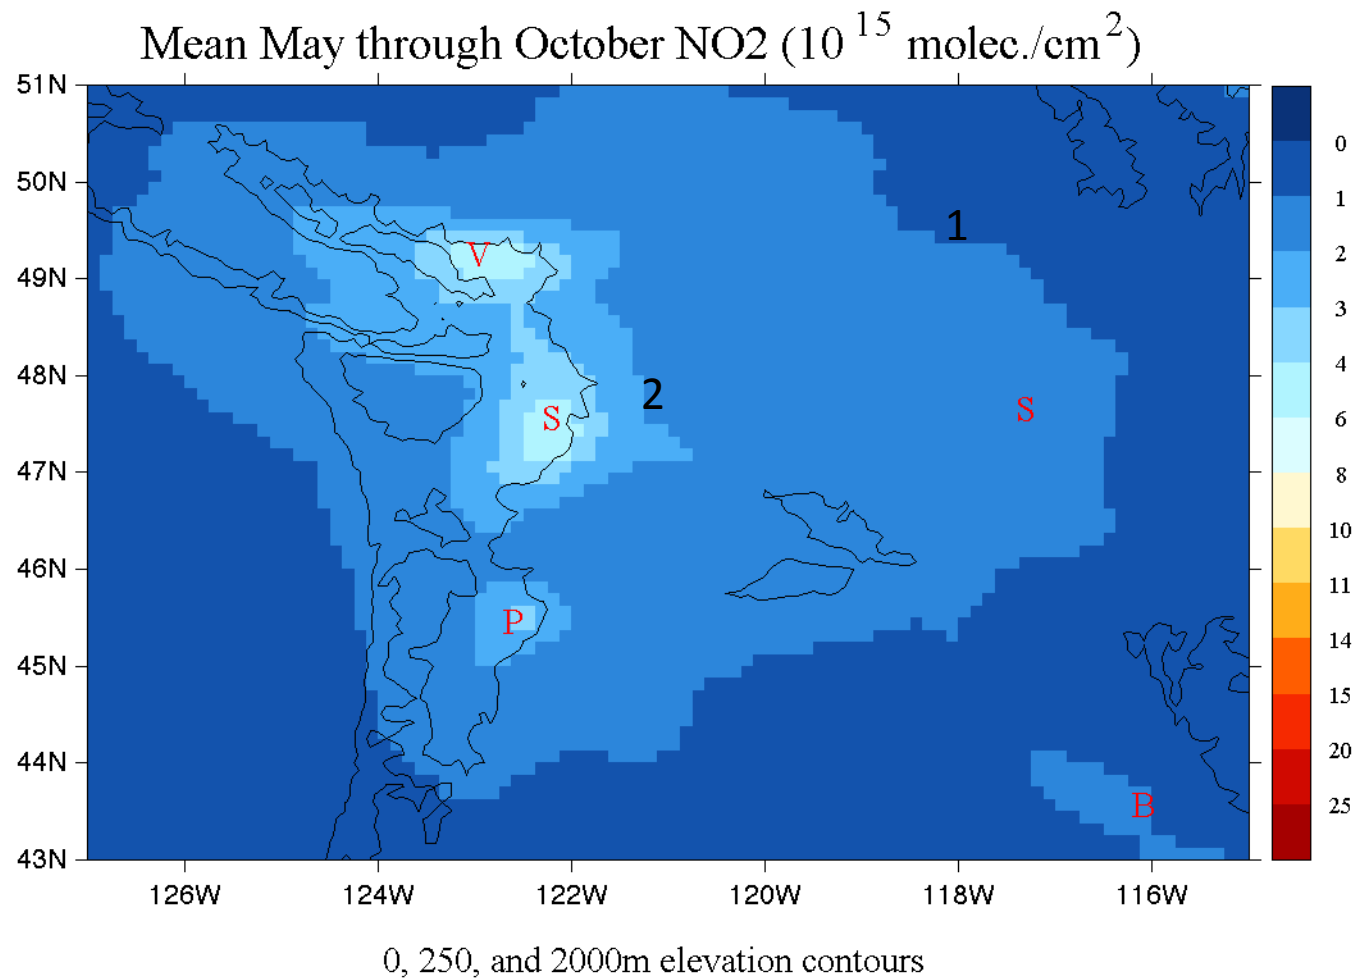 Mean May through October NO2 (10 15 molec./cm2)
51N
50N
49N
48N
47N
46N
45N
44N
43N
1
V
2
S
S
P
B
0
1
2
3
4
6
8
10
11
14
15
20
25
126W
124W
122W
120W
118W
116W
0, 250, and 2000m elevation contours